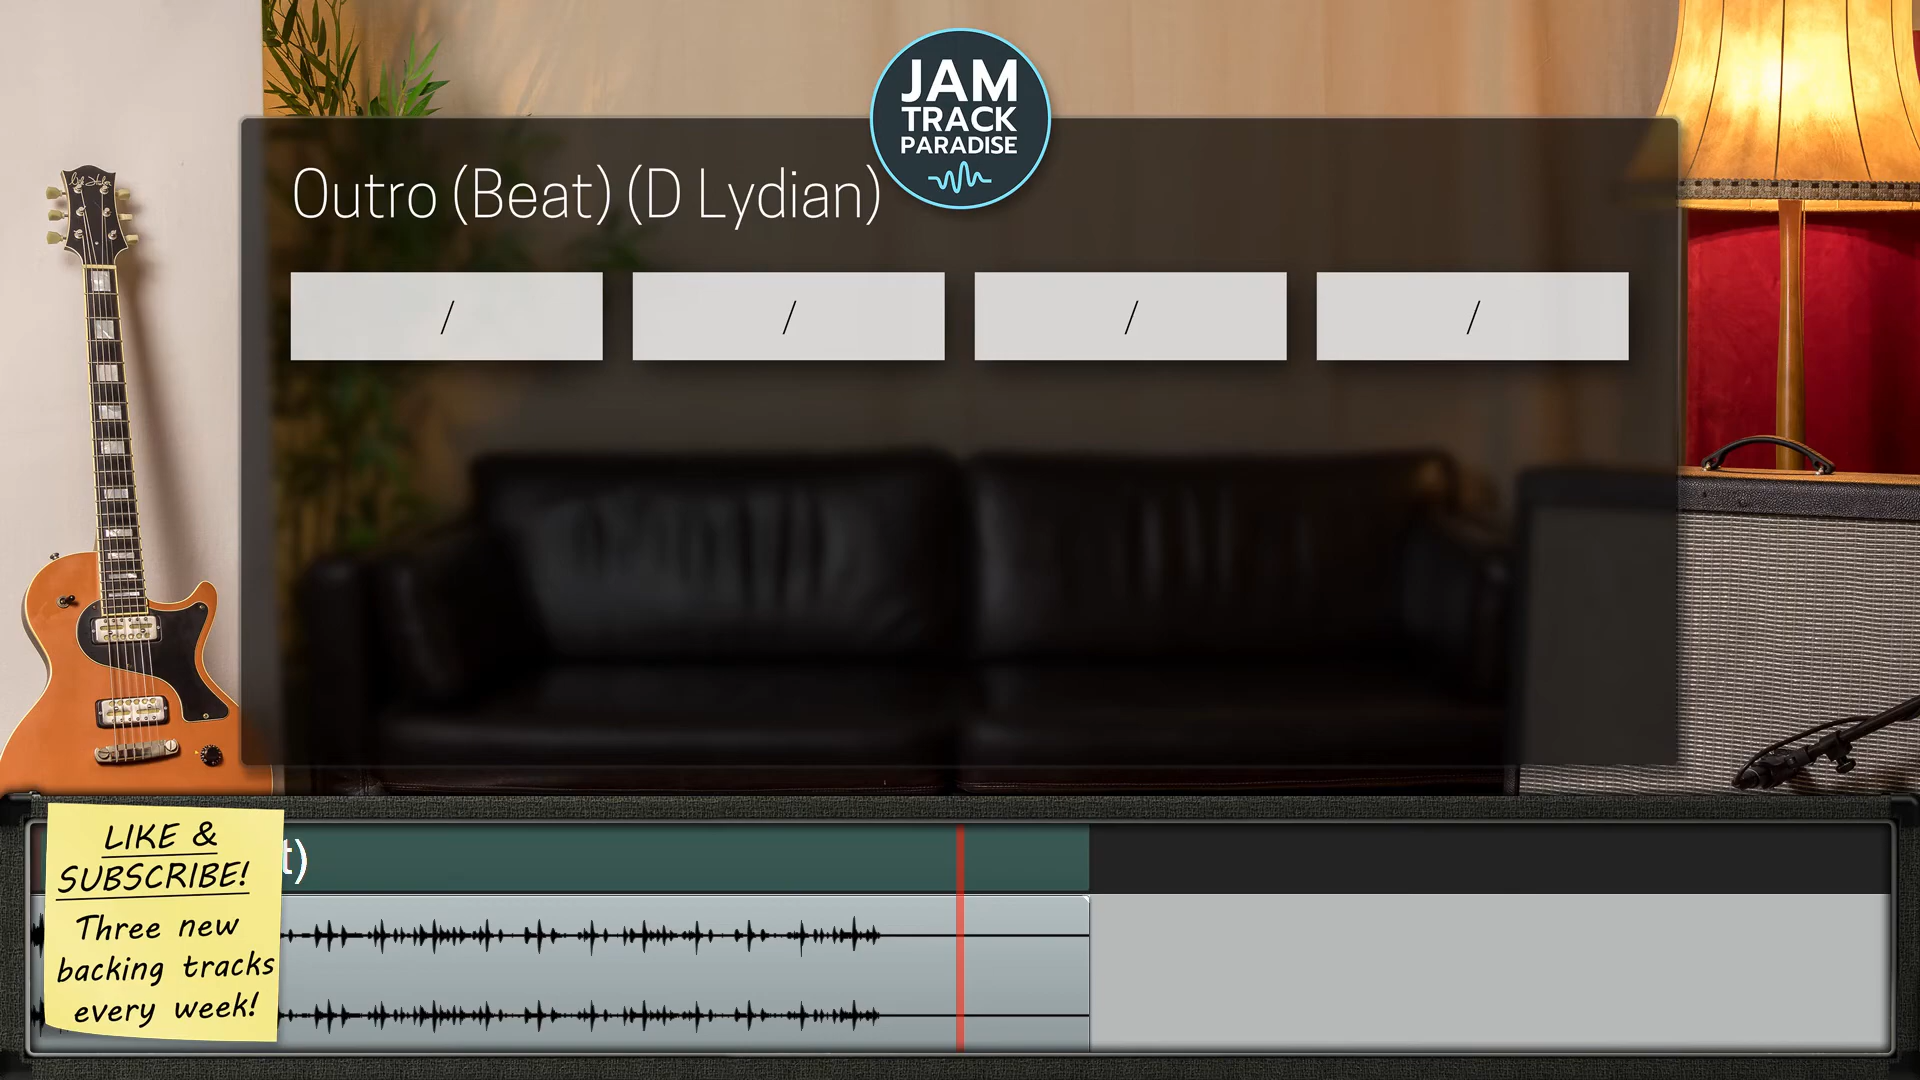 JAM
TRACK
PARADISE
Outro (Beat) (D Lydian)
/ / / /
t)
LIKE &
SUBSCRIBE!
Three new
backing tracks
every week!